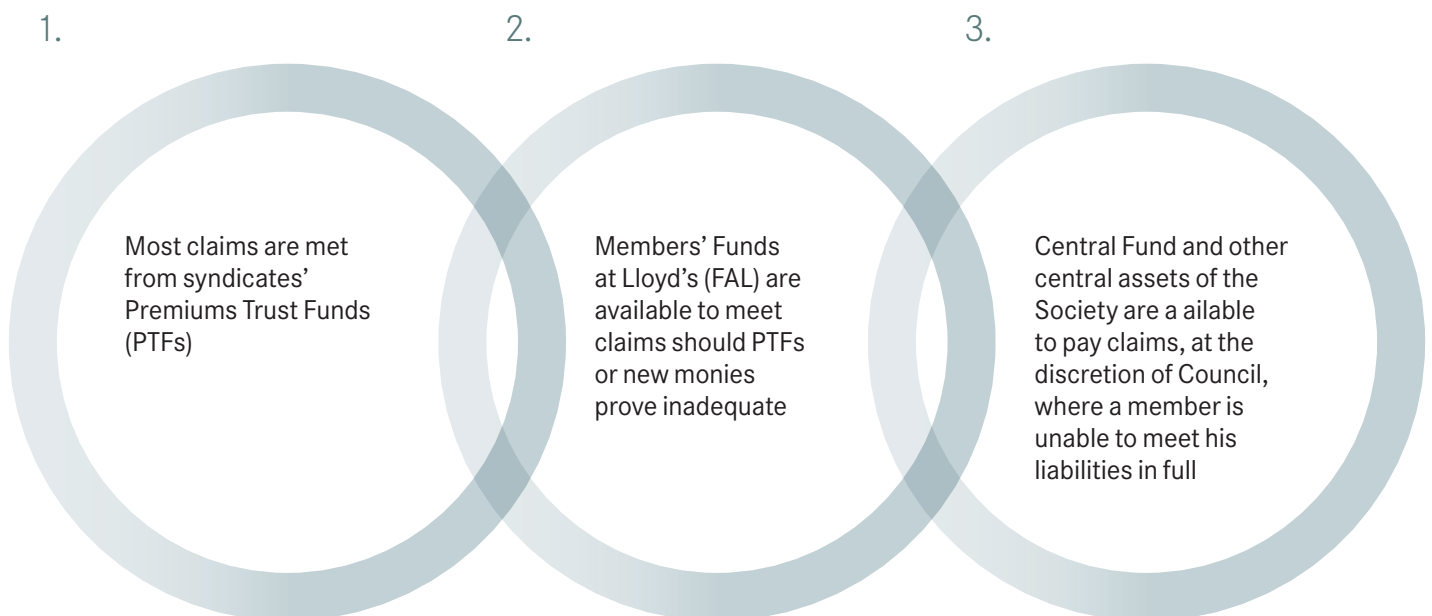 1.
Most claims are met
from syndicates’
Premiums Trust Funds
(PTFs)
2.
Members’ Funds
at Lloyd’s (FAL) are
available to meet
claims should PTFs
or new monies
prove inadequate
3.
Central Fund and other
central assets of the
Society are a ailable
to pay claims, at the
discretion of Council,
where a member is
unable to meet his
liabilities in full